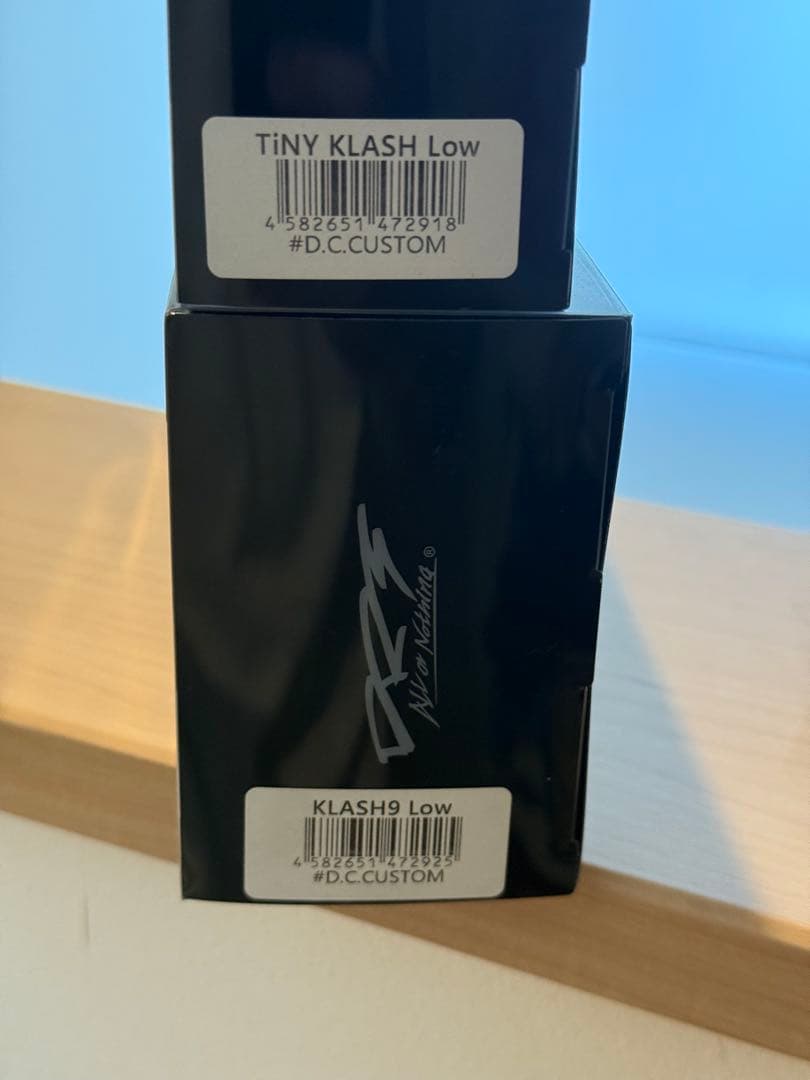 TiNY KLASH Low
4 582651 472918
#D.C.CUSTOM
All or Nothing®
KLASH9 Low
4 582651 472925
#D.C.CUSTOM